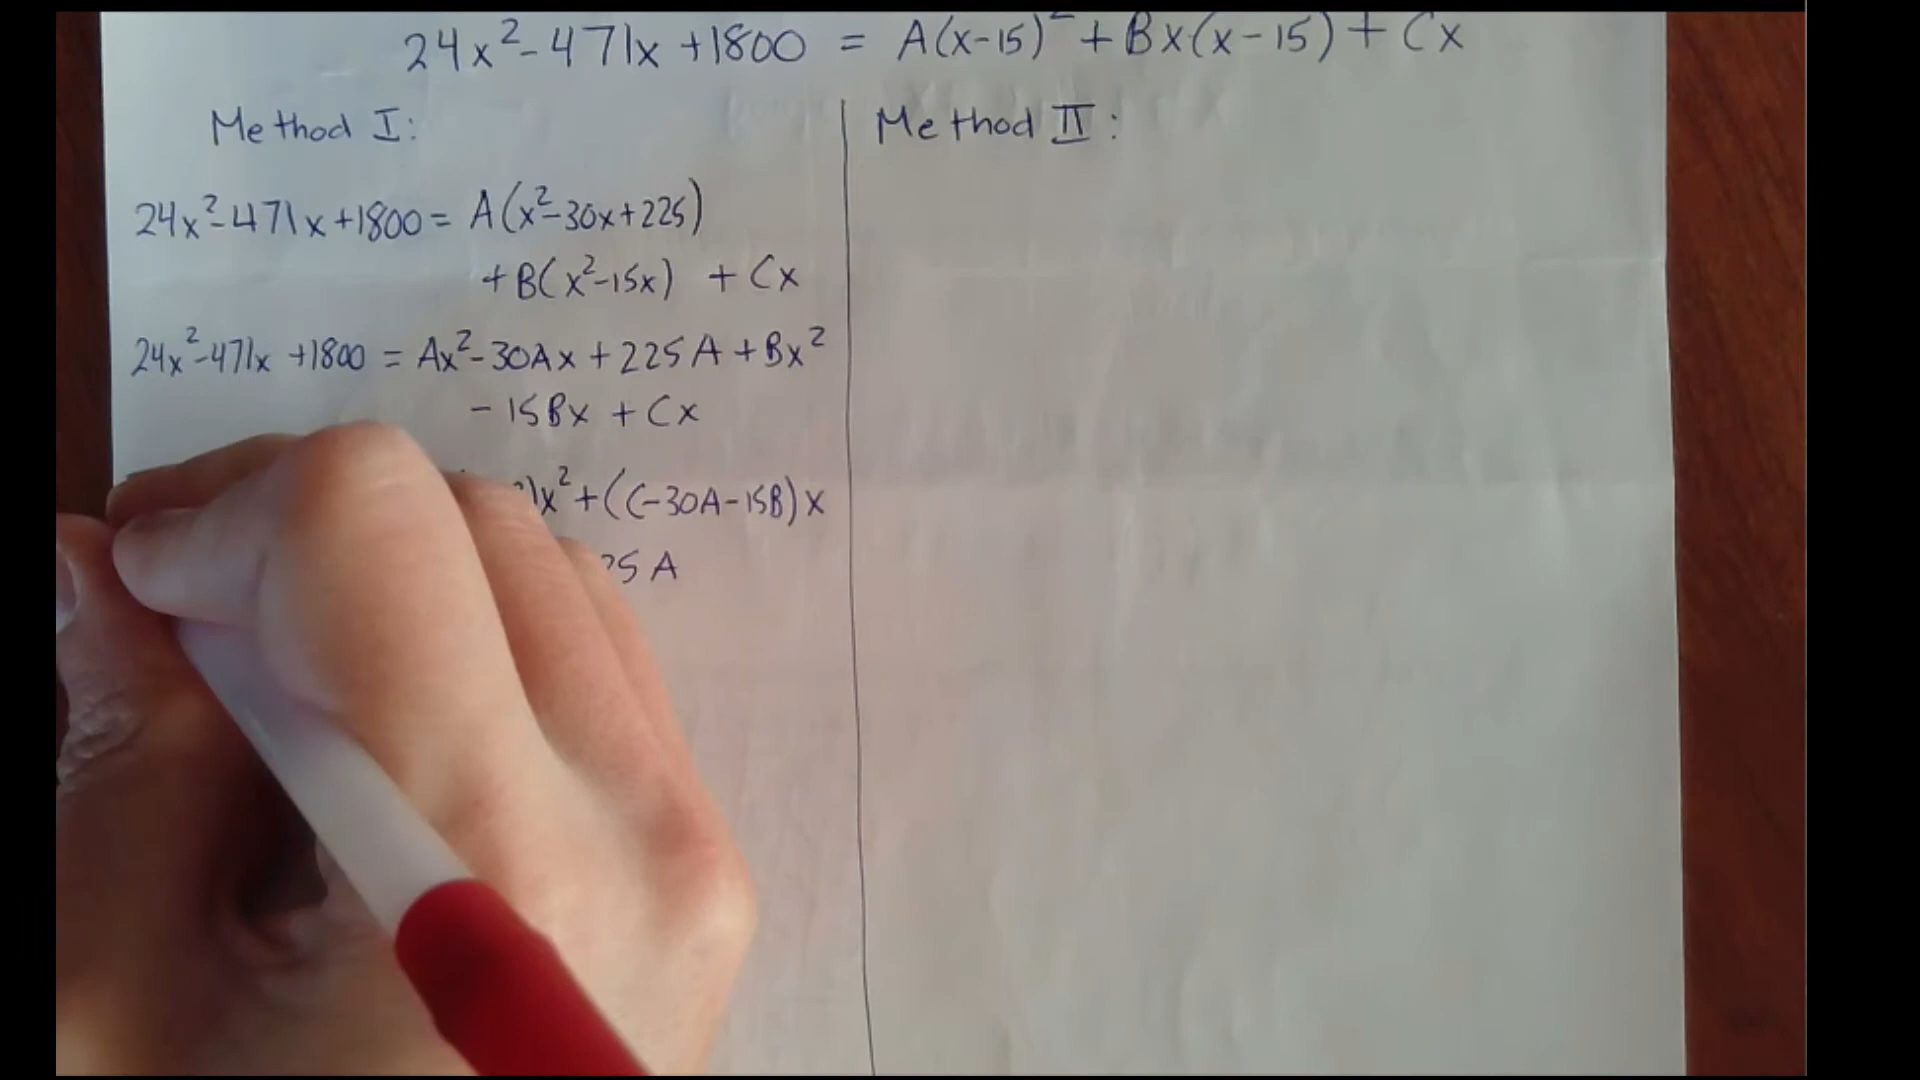 24x²-471x+1800 = A(x-15)²+Bx(x-15)+Cx
Method I:
24x²-471x+1800= A(x²-30x+225)
+B(x²-15x) +Cx
24x²-471x +1800 = Ax²-30Ax+225A+Bx²
-15Bx + Cx
)x²+(C-30A-15B)x
25A
Method II: